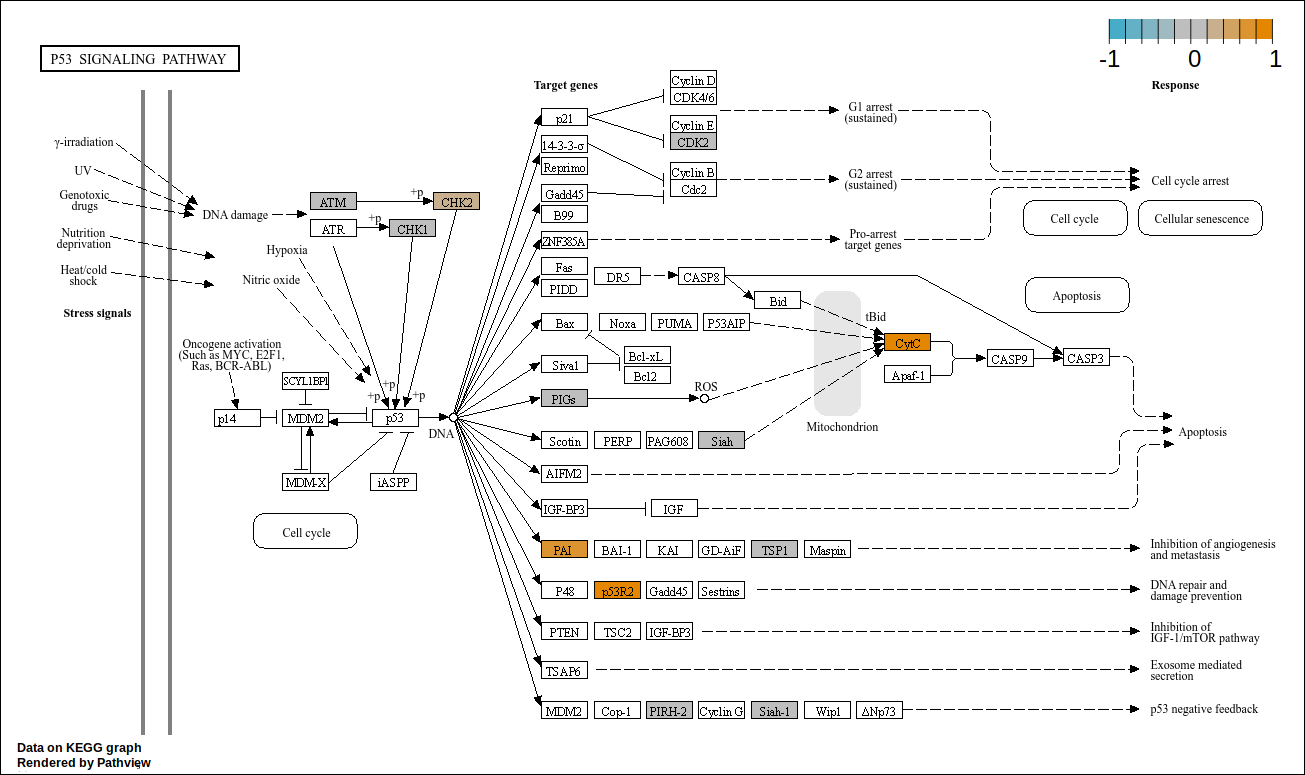 -1 0 1
P53 SIGNALING PATHWAY
Target genes
Response
γ-irradiation
UV
Genotoxic
drugs
Nutrition
deprivation
Heat/cold
shock
Stress signals
DNA damage
ATM
+p
CHK2
ATR
+p
CHK1
Hypoxia
Nitric oxide
Oncogene activation
(Such as MYC, E2F1,
Ras, BCR-ABL)
SCYL1BP1
+p
+p
+p
p14
MDM2
p53
DNA
MDM-X
iASPP
Cell cycle
p21
Cyclin D
CDK4/6
Cyclin E
CDK2
G1 arrest
(sustained)
14-3-3-σ
Reprimo
Cyclin B
Cdc2
G2 arrest
(sustained)
Cell cycle arrest
Gadd45
B99
Cell cycle
Cellular senescence
ZNF385A
Pro-arrest
target genes
Fas
PIDD
DR5
CASP8
Bid
tBid
Apoptosis
Bax
Noxa
PUMA
P53AIP
CytC
Apaf-1
CASP9
CASP3
Siva1
Bcl-xL
Bcl2
PIGs
ROS
Mitochondrion
Scotin
PERP
PAG608
Siah
Apoptosis
AIFM2
IGF-BP3
IGF
PAI
BAI-1
KAI
GD-AiF
TSP1
Maspin
Inhibition of angiogenesis
and metastasis
P48
p53R2
Gadd45
Sestrins
DNA repair and
damage prevention
PTEN
TSC2
IGF-BP3
Inhibition of
IGF-1/mTOR pathway
TSAP6
Exosome mediated
secretion
MDM2
Cop-1
PIRH-2
Cyclin G
Siah-1
Wip1
ΔNp73
p53 negative feedback
Data on KEGG graph
Rendered by Pathview